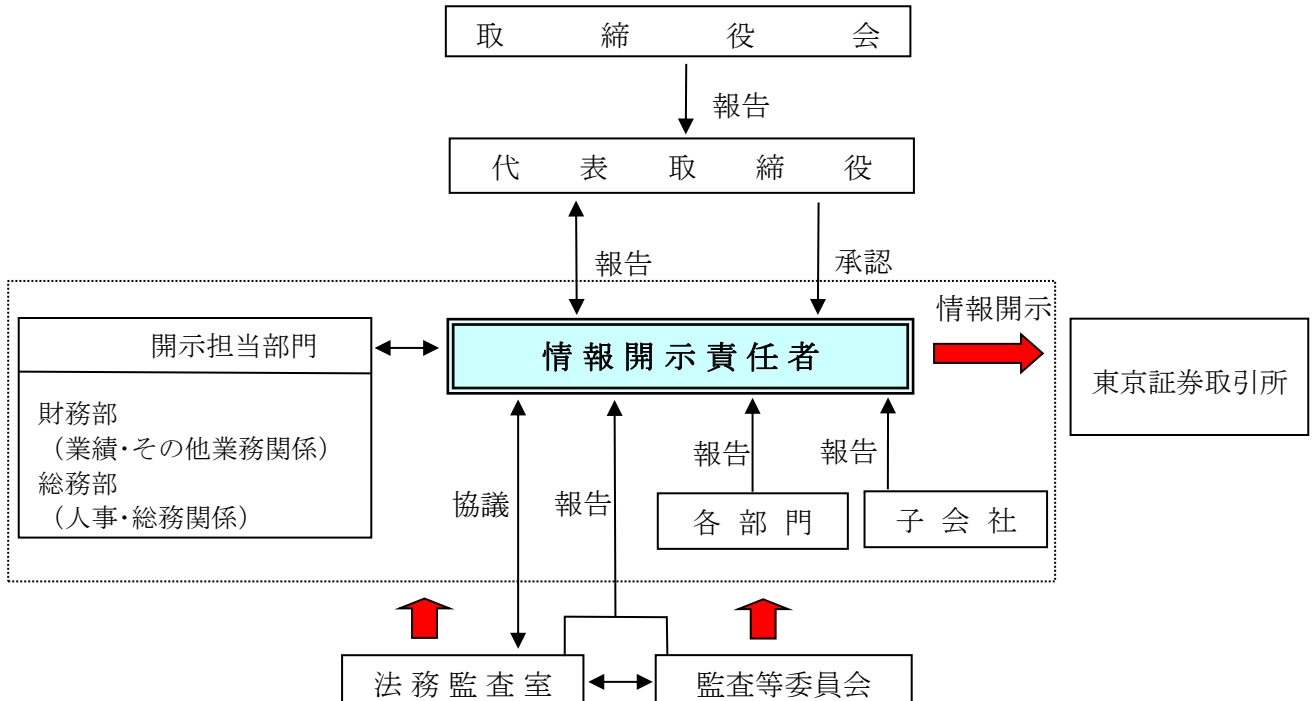 取締役会
報告
代表取締役
報告
承認
情報開示
開示担当部門
情報開示責任者
東京証券取引所
財務部
(業績・その他業務関係)
総務部
(人事・総務関係)
協議
報告
報告
報告
各部門
子会社
法務監査室
監査等委員会